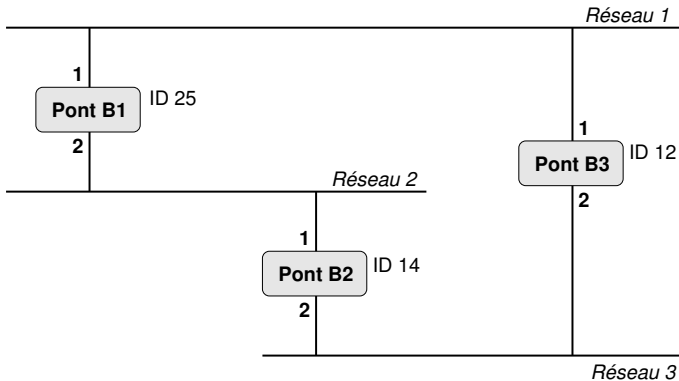 Réseau 1
1
Pont B1
ID 25
2
1
Pont B3
ID 12
2
Réseau 2
1
Pont B2
ID 14
2
Réseau 3